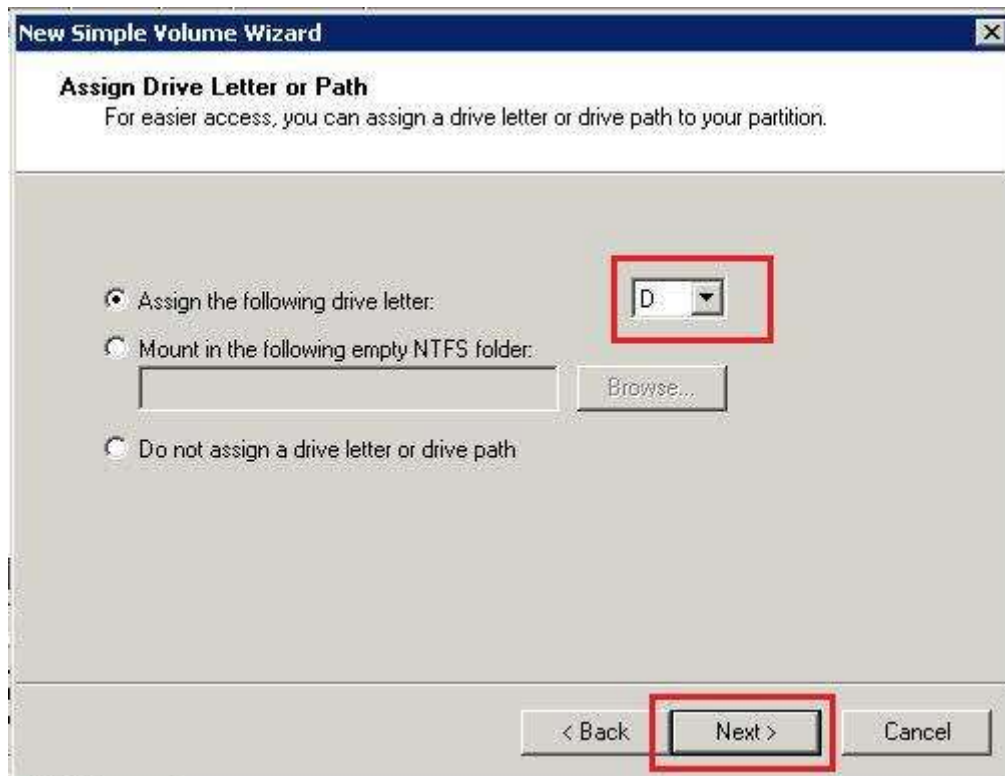 New Simple Volume Wizard
Assign Drive Letter or Path
For easier access, you can assign a drive letter or drive path to your partition.
Assign the following drive letter: D
Mount in the following empty NTFS folder:
Browse...
Do not assign a drive letter or drive path
< Back Next > Cancel